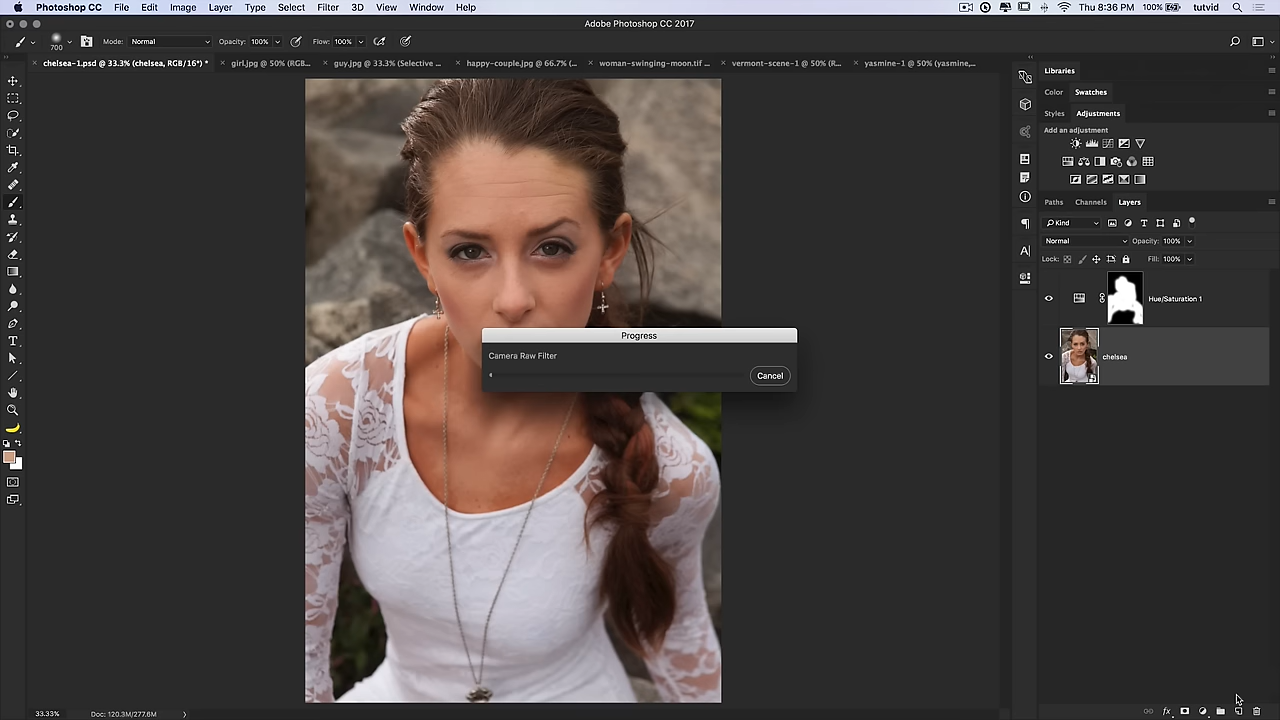 Photoshop CC File Edit Image Layer Type Select Filter 3D View Window Help Thu 8:36 PM 100% tutvid
Adobe Photoshop CC 2017
700 Mode: Normal Opacity: 100% Flow: 100%
chelsea-1.psd @ 33.3% (chelsea, RGB/16*) * girl.jpg @ 50% (RGB... guy.jpg @ 33.3% (Selective ... happy-couple.jpg @ 66.7% (... woman-swinging-moon.tif ... vermont-scene-1 @ 50% (R... yasmine-1 @ 50% (yasmine,...
Libraries
Color Swatches
Styles Adjustments
Add an adjustment
Paths Channels Layers
Kind
Normal Opacity: 100%
Lock: Fill: 100%
Hue/Saturation 1
chelsea
Progress
Camera Raw Filter
Cancel
33.33% Doc: 120.3M/277.6M
fx